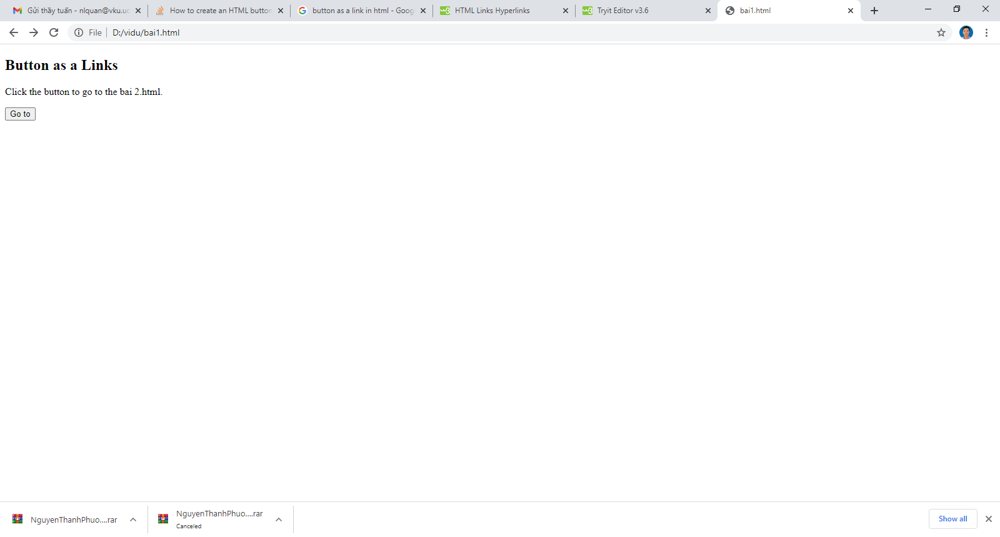 Gửi thầy tuấn - nlquan@vku.uc
How to create an HTML button
button as a link in html - Goog
HTML Links Hyperlinks
Tryit Editor v3.6
bai1.html
File
D:/vidu/bai1.html
Button as a Links
Click the button to go to the bai 2.html.
Go to
NguyenThanhPhuo....rar
NguyenThanhPhuo....rar
Canceled
Show all